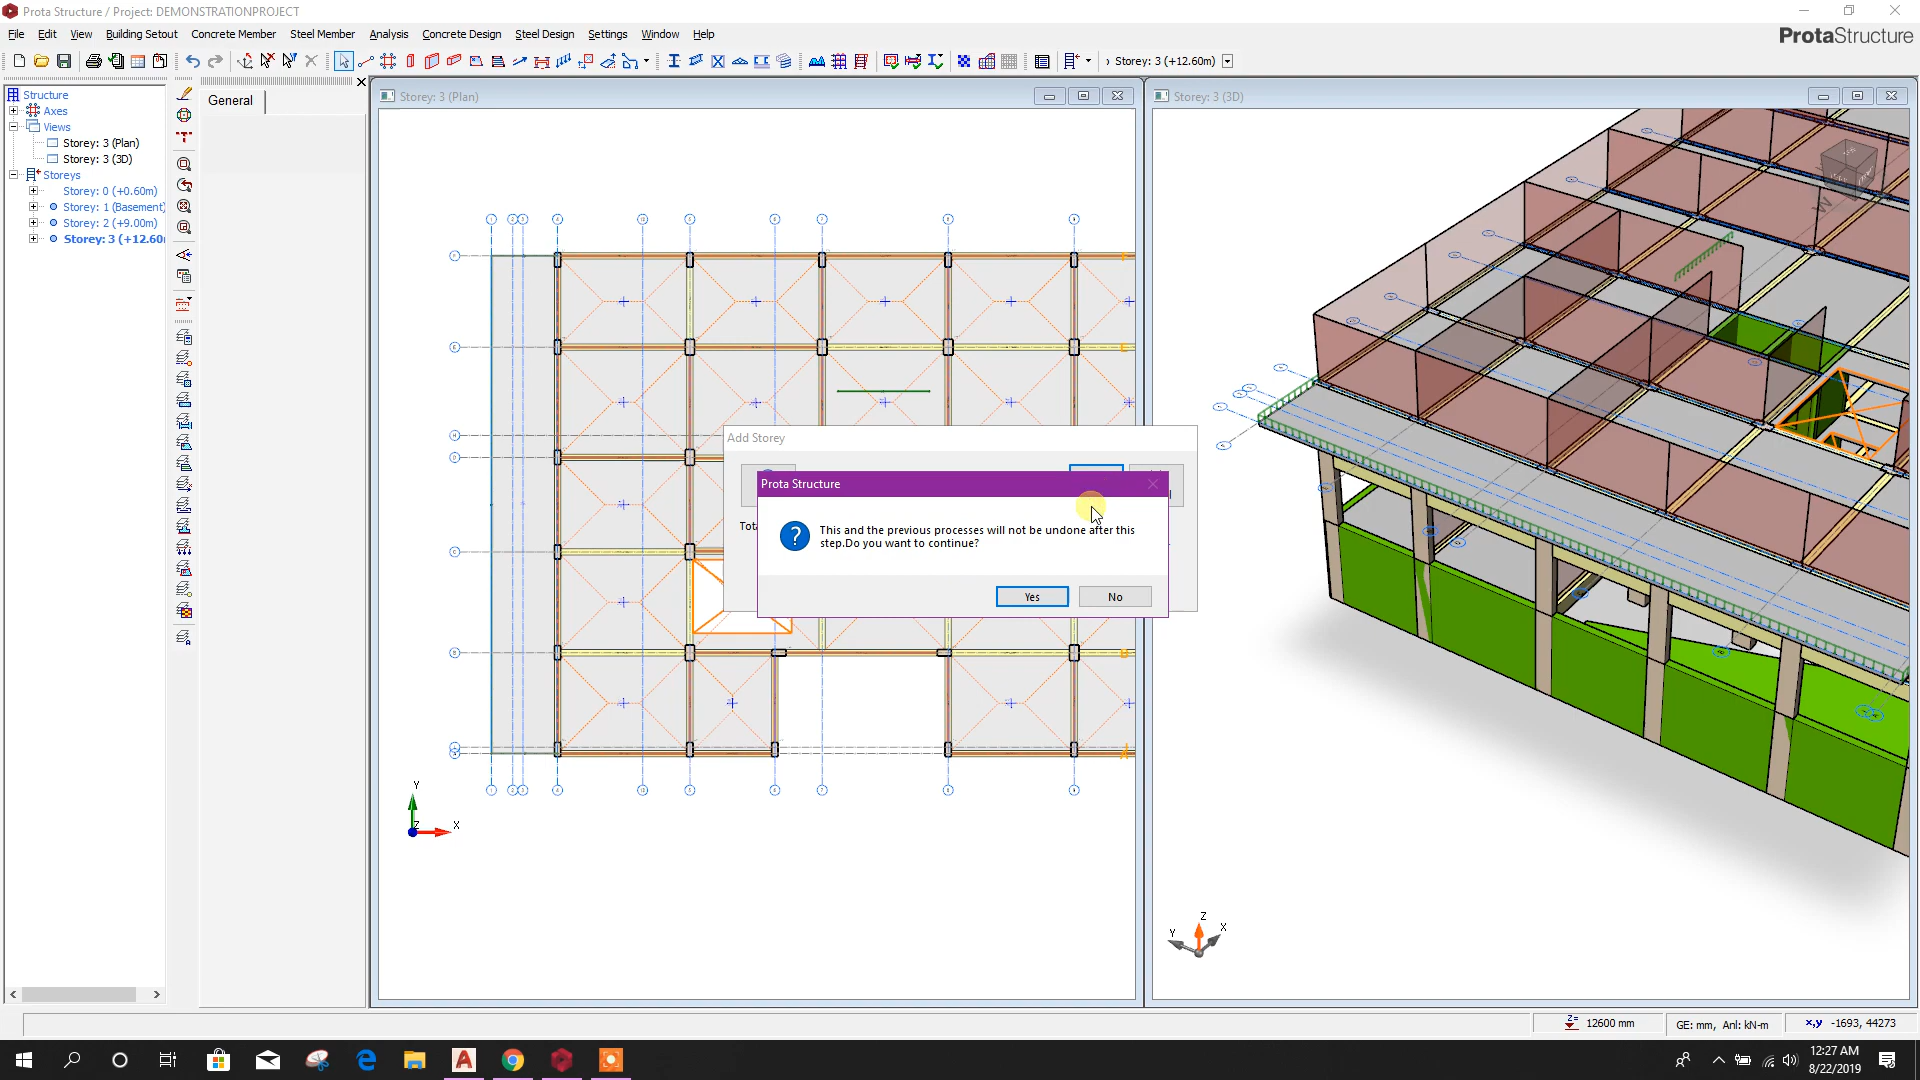 Prota Structure / Project: DEMONSTRATIONPROJECT
File Edit View Building Setout Concrete Member Steel Member Analysis Concrete Design Steel Design Settings Window Help
ProtaStructure
Storey: 3 (+12.60m)
Structure
Axes
Views
Storey: 3 (Plan)
Storey: 3 (3D)
Storeys
Storey: 0 (+0.60m)
Storey: 1 (Basement)
Storey: 2 (+9.00m)
Storey: 3 (+12.60
General
Storey: 3 (Plan)
Storey: 3 (3D)
Add Storey
Tota
Prota Structure
This and the previous processes will not be undone after this
step.Do you want to continue?
Yes
No
Y
Z
X
Z
Y
X
Z=
12600 mm
GE: mm, Anl: kN-m
x,y -1693, 44273
12:27 AM
8/22/2019